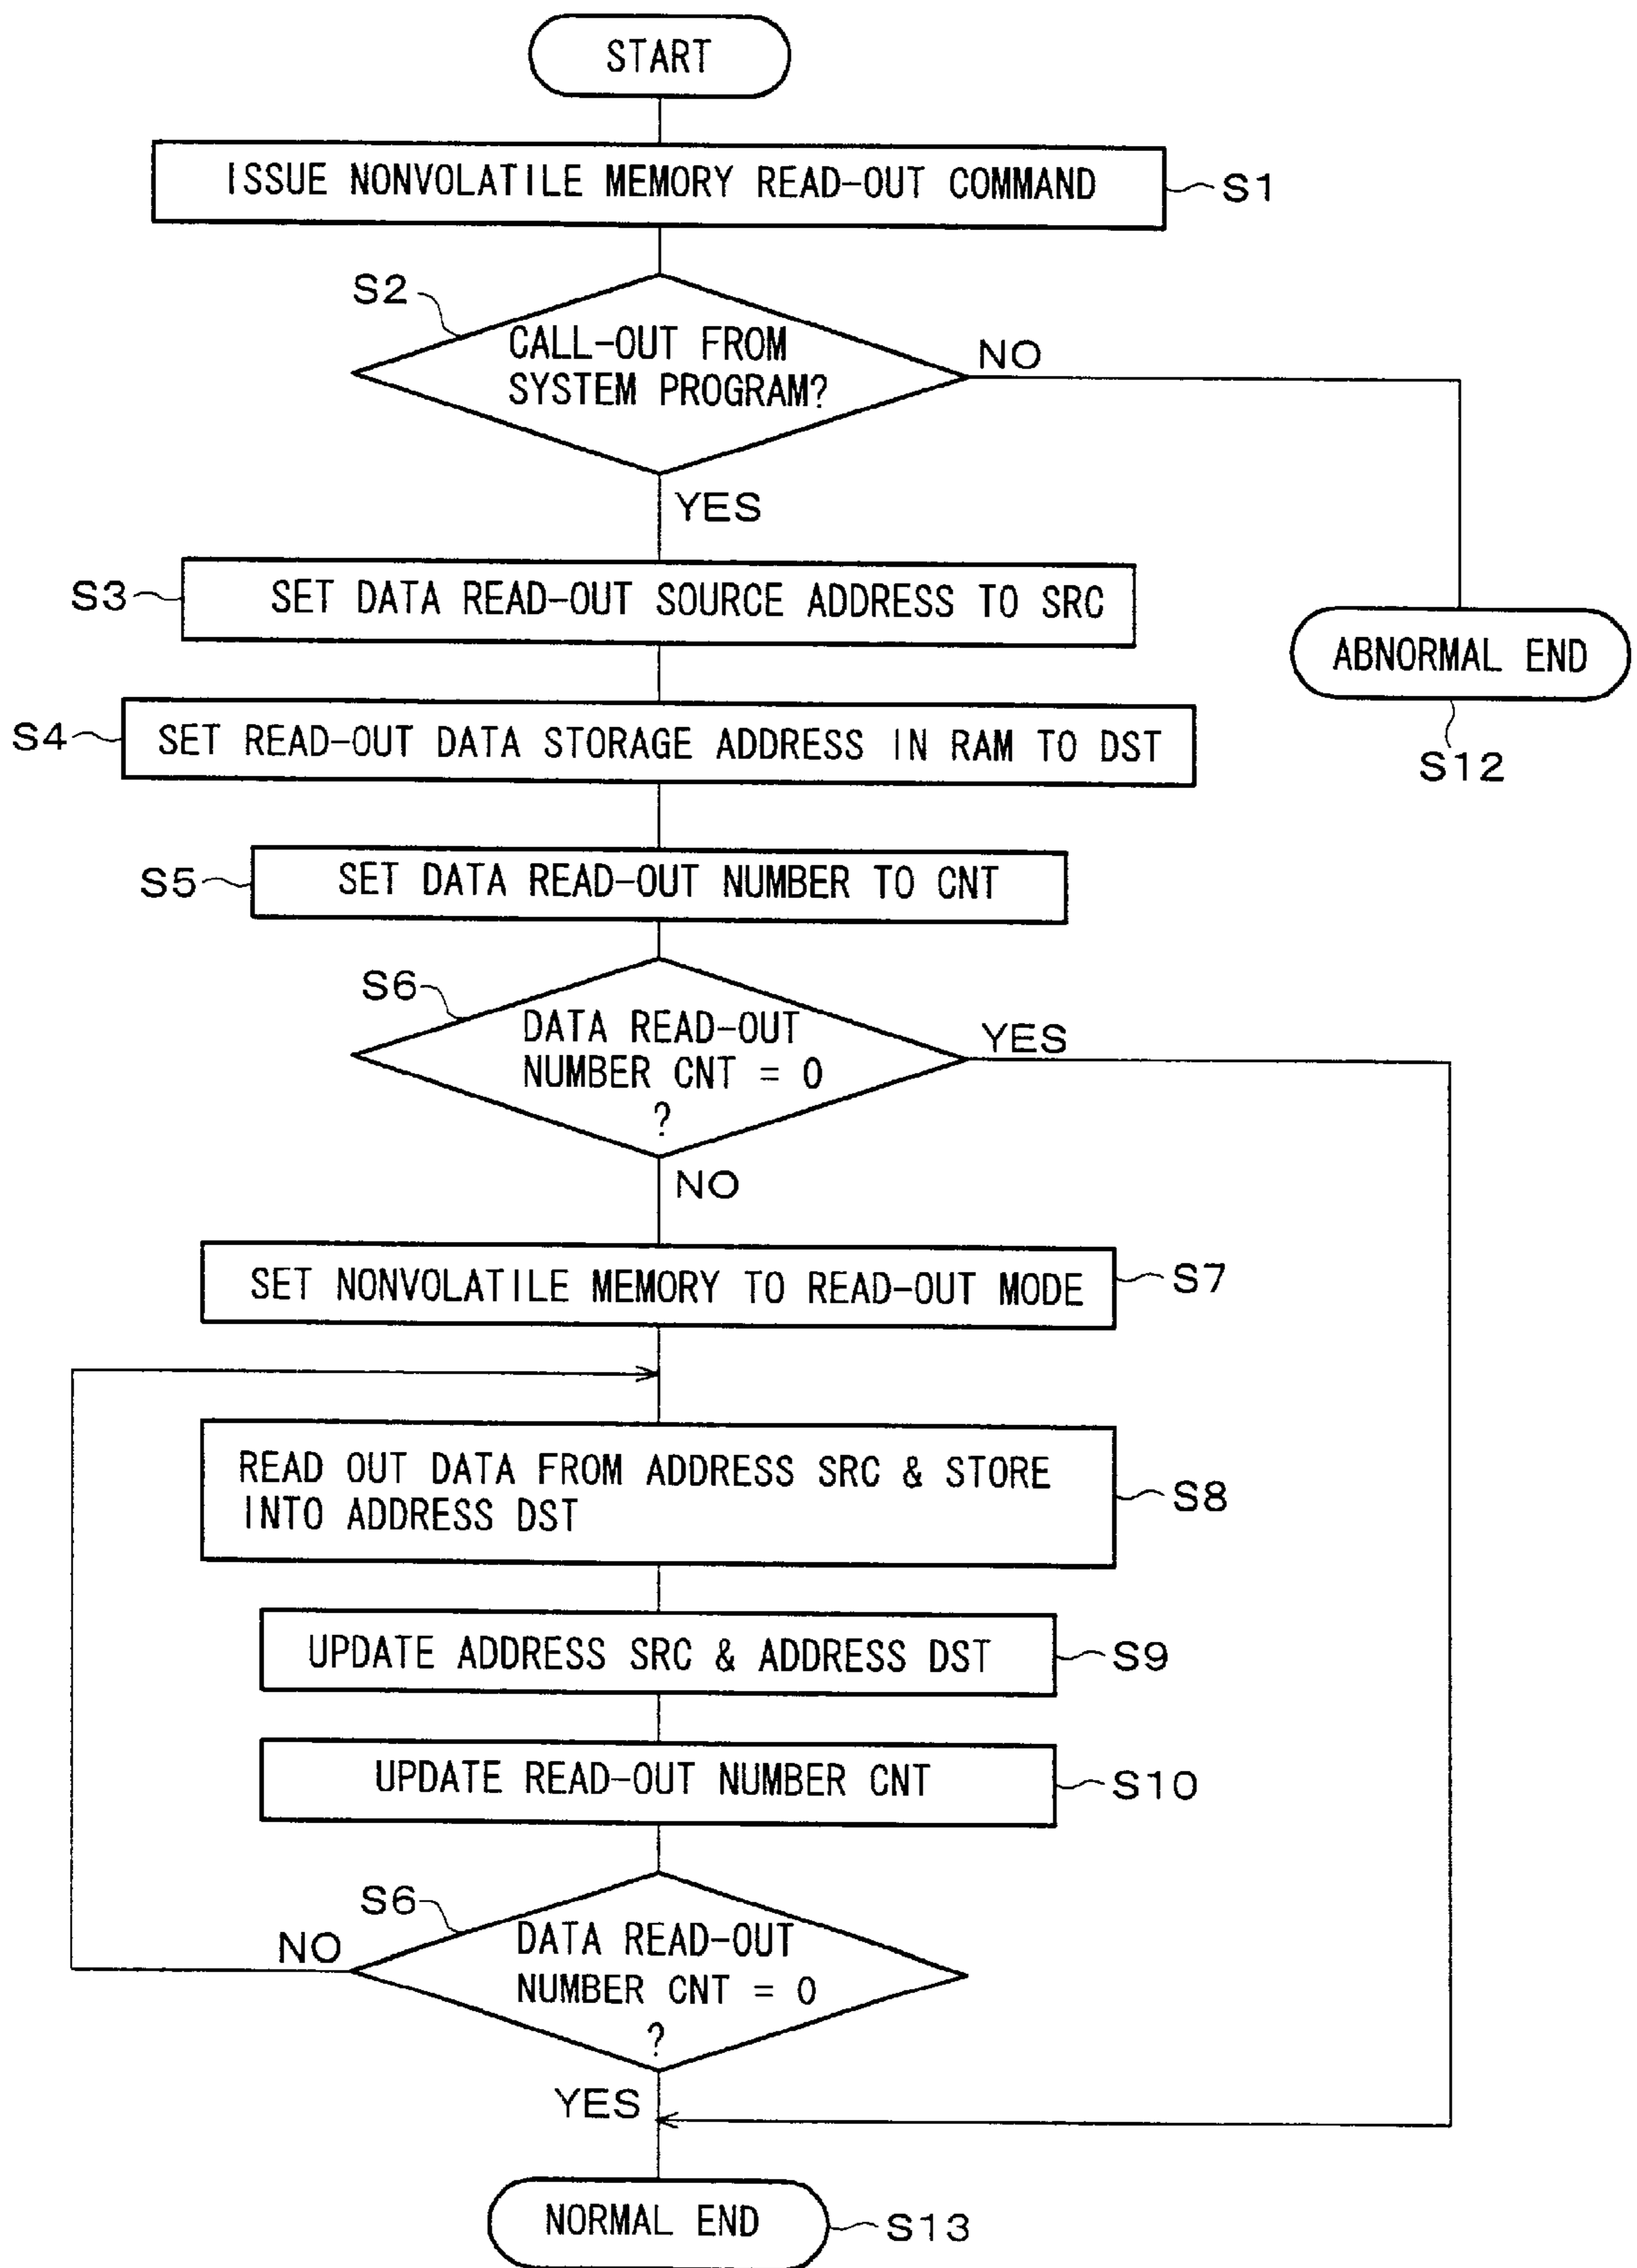 START
ISSUE NONVOLATILE MEMORY READ-OUT COMMAND
S1
S2
CALL-OUT FROM
SYSTEM PROGRAM?
NO
YES
S3
SET DATA READ-OUT SOURCE ADDRESS TO SRC
ABNORMAL END
S12
S4
SET READ-OUT DATA STORAGE ADDRESS IN RAM TO DST
S5
SET DATA READ-OUT NUMBER TO CNT
S6
DATA READ-OUT
NUMBER CNT = 0
?
YES
NO
SET NONVOLATILE MEMORY TO READ-OUT MODE
S7
READ OUT DATA FROM ADDRESS SRC & STORE
INTO ADDRESS DST
S8
UPDATE ADDRESS SRC & ADDRESS DST
S9
UPDATE READ-OUT NUMBER CNT
S10
S6
DATA READ-OUT
NUMBER CNT = 0
?
NO
YES
NORMAL END
S13